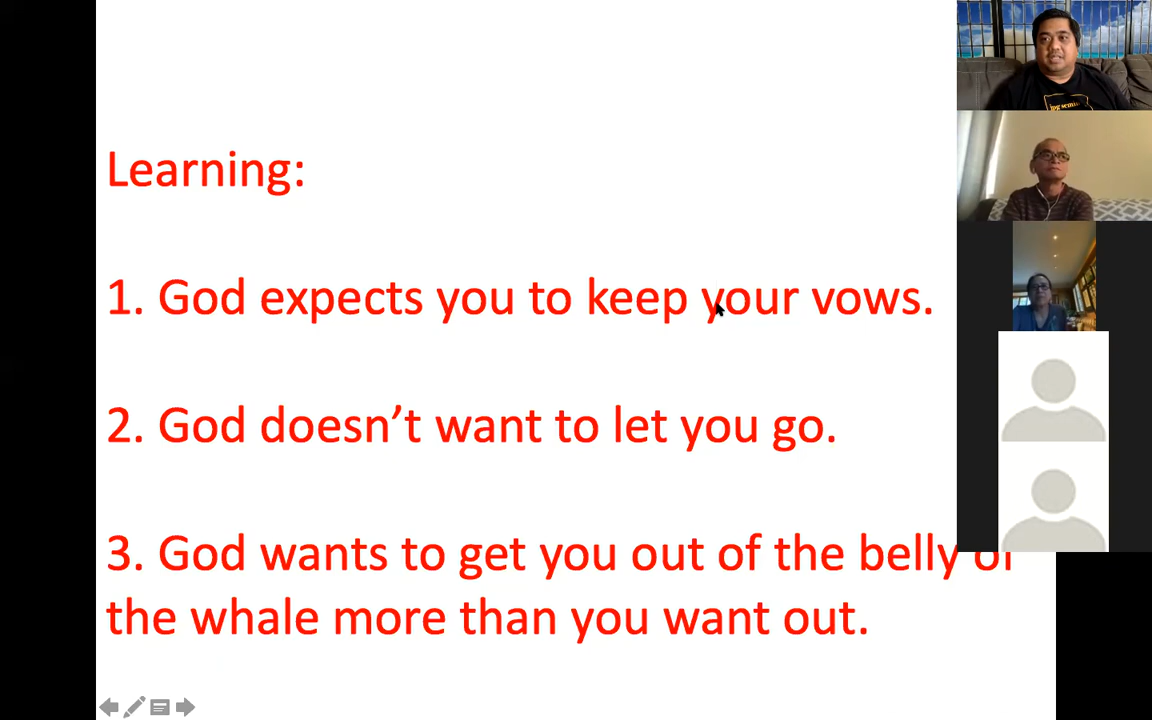 Learning:
1. God expects you to keep your vows.
2. God doesn’t want to let you go.
3. God wants to get you out of the belly of
the whale more than you want out.